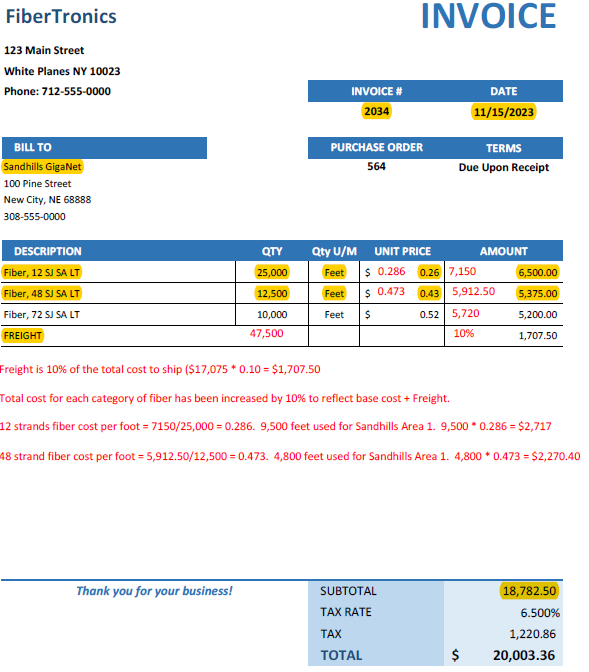 FiberTronics
INVOICE
123 Main Street
White Planes NY 10023
Phone: 712-555-0000
INVOICE # DATE
2034 11/15/2023
BILL TO
PURCHASE ORDER TERMS
Sandhills GigaNet
564 Due Upon Receipt
100 Pine Street
New City, NE 68888
308-555-0000
DESCRIPTION QTY Qty U/M UNIT PRICE AMOUNT
Fiber, 12 SJ SA LT 25,000 Feet $ 0.286 0.26 7,150 6,500.00
Fiber, 48 SJ SA LT 12,500 Feet $ 0.473 0.43 5,912.50 5,375.00
Fiber, 72 SJ SA LT 10,000 Feet $ 0.52 5,720 5,200.00
FREIGHT 47,500 10% 1,707.50
Freight is 10% of the total cost to ship ($17,075 * 0.10 = $1,707.50
Total cost for each category of fiber has been increased by 10% to reflect base cost + Freight.
12 strands fiber cost per foot = 7150/25,000 = 0.286. 9,500 feet used for Sandhills Area 1. 9,500 * 0.286 = $2,717
48 strand fiber cost per foot = 5,912.50/12,500 = 0.473. 4,800 feet used for Sandhills Area 1. 4,800 * 0.473 = $2,270.40
Thank you for your business!
SUBTOTAL 18,782.50
TAX RATE 6.500%
TAX 1,220.86
TOTAL $ 20,003.36